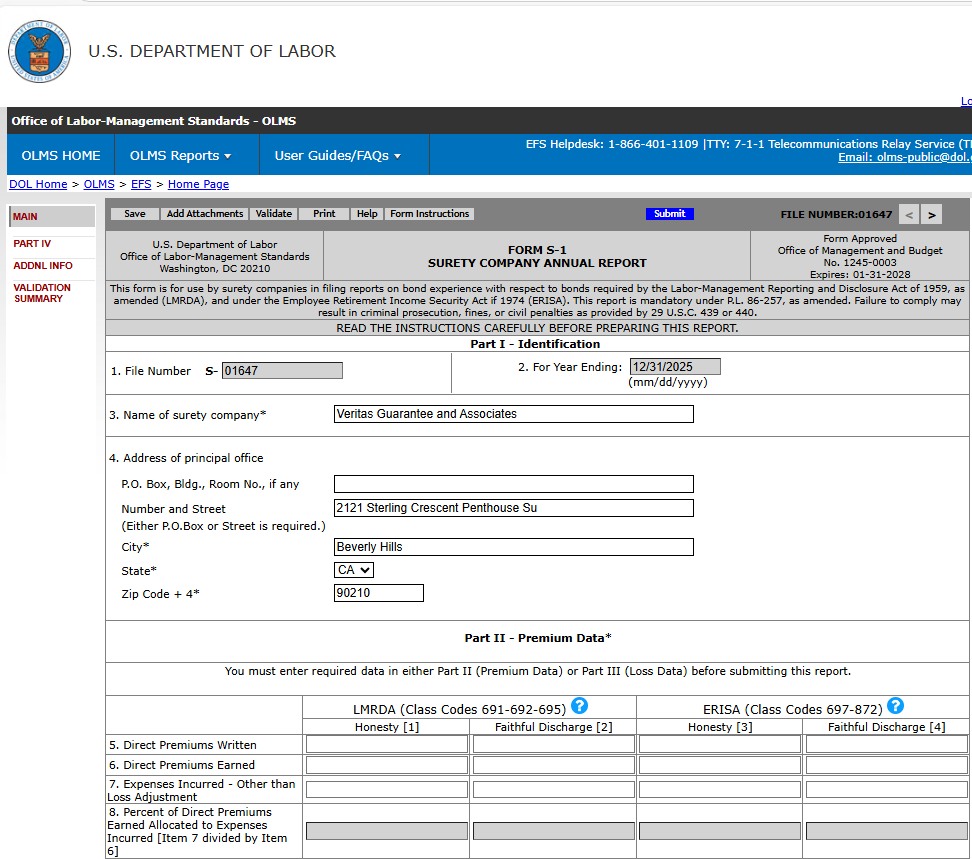 U.S. DEPARTMENT OF LABOR
Office of Labor-Management Standards - OLMS
OLMS HOME
OLMS Reports
User Guides/FAQs
EFS Helpdesk: 1-866-401-1109 |TTY: 7-1-1 Telecommunications Relay Service
Email: olms-public@dol.
DOL Home > OLMS > EFS > Home Page
MAIN
PART IV
ADDNL INFO
VALIDATION
SUMMARY
Save
Add Attachments
Validate
Print
Help
Form Instructions
Submit
FILE NUMBER:01647
<
>
U.S. Department of Labor
Office of Labor-Management Standards
Washington, DC 20210
FORM S-1
SURETY COMPANY ANNUAL REPORT
Form Approved
Office of Management and Budget
No. 1245-0003
Expires: 01-31-2028
This form is for use by surety companies in filing reports on bond experience with respect to bonds required by the Labor-Management Reporting and Disclosure Act of 1959, as
amended (LMRDA), and under the Employee Retirement Income Security Act if 1974 (ERISA). This report is mandatory under P.L. 86-257, as amended. Failure to comply may
result in criminal prosecution, fines, or civil penalties as provided by 29 U.S.C. 439 or 440.
READ THE INSTRUCTIONS CAREFULLY BEFORE PREPARING THIS REPORT.
Part I - Identification
1. File Number S- 01647
2. For Year Ending: 12/31/2025
(mm/dd/yyyy)
3. Name of surety company* Veritas Guarantee and Associates
4. Address of principal office
P.O. Box, Bldg., Room No., if any
Number and Street 2121 Sterling Crescent Penthouse Su
(Either P.O.Box or Street is required.)
City* Beverly Hills
State* CA
Zip Code + 4* 90210
Part II - Premium Data*
You must enter required data in either Part II (Premium Data) or Part III (Loss Data) before submitting this report.
LMRDA (Class Codes 691-692-695) ?
ERISA (Class Codes 697-872) ?
Honesty [1]
Faithful Discharge [2]
Honesty [3]
Faithful Discharge [4]
5. Direct Premiums Written
6. Direct Premiums Earned
7. Expenses Incurred - Other than
Loss Adjustment
8. Percent of Direct Premiums
Earned Allocated to Expenses
Incurred [Item 7 divided by Item
6]